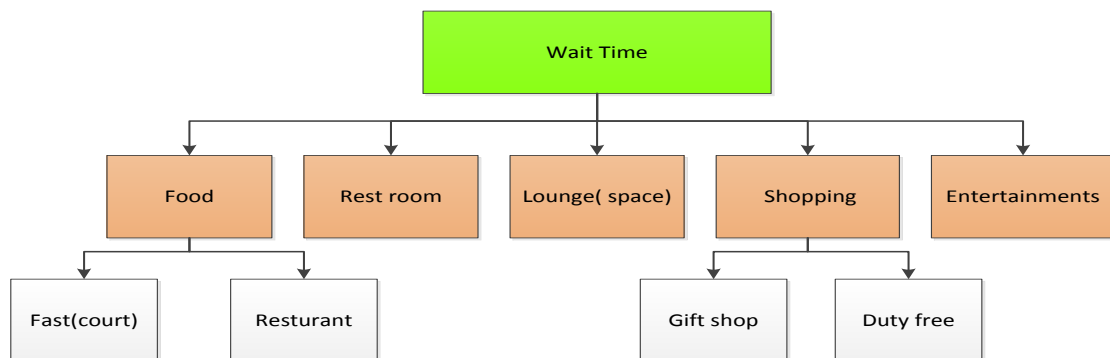 Wait Time
Food
Rest room
Lounge( space)
Shopping
Entertainments
Fast(court)
Resturant
Gift shop
Duty free